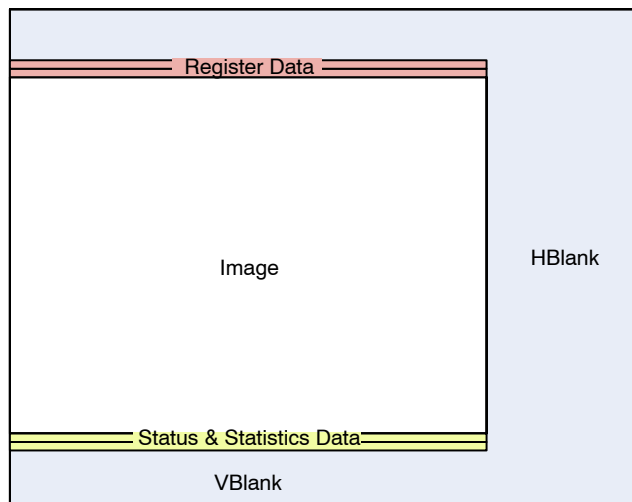 Register Data
Image
HBlank
Status & Statistics Data
VBlank